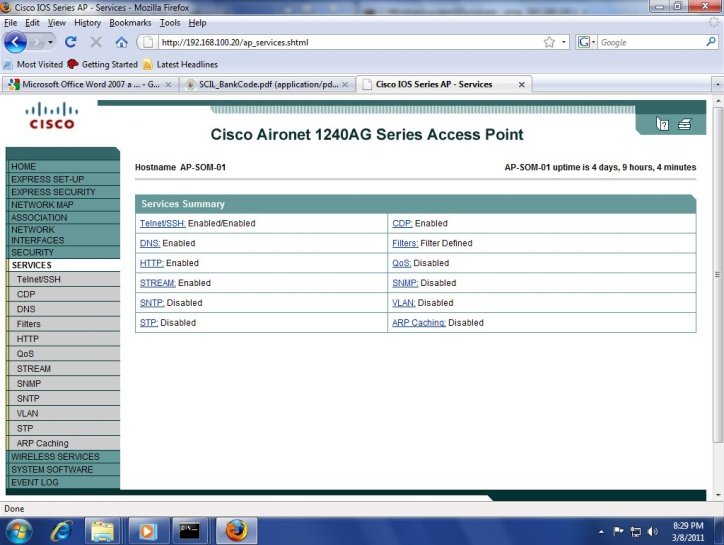 Cisco IOS Series AP - Services - Mozilla Firefox
File Edit View History Bookmarks Tools Help
http://192.168.100.20/ap_services.shtml
Google
Most Visited Getting Started Latest Headlines
Microsoft Office Word 2007 a ... - G...
SCIL_BankCode.pdf (application/pd...
Cisco IOS Series AP - Services
CISCO
Cisco Aironet 1240AG Series Access Point
HOME
EXPRESS SET-UP
EXPRESS SECURITY
NETWORK MAP
ASSOCIATION
NETWORK
INTERFACES
SECURITY
SERVICES
Telnet/SSH
CDP
DNS
Filters
HTTP
QoS
STREAM
SNMP
SNTP
VLAN
STP
ARP Caching
WIRELESS SERVICES
SYSTEM SOFTWARE
EVENT LOG
Hostname AP-SOM-01
AP-SOM-01 uptime is 4 days, 9 hours, 4 minutes
Services Summary
Telnet/SSH: Enabled/Enabled
CDP: Enabled
DNS: Enabled
Filters: Filter Defined
HTTP: Enabled
QoS: Disabled
STREAM: Enabled
SNMP: Disabled
SNTP: Disabled
VLAN: Disabled
STP: Disabled
ARP Caching: Disabled
Done
8:29 PM
3/8/2011